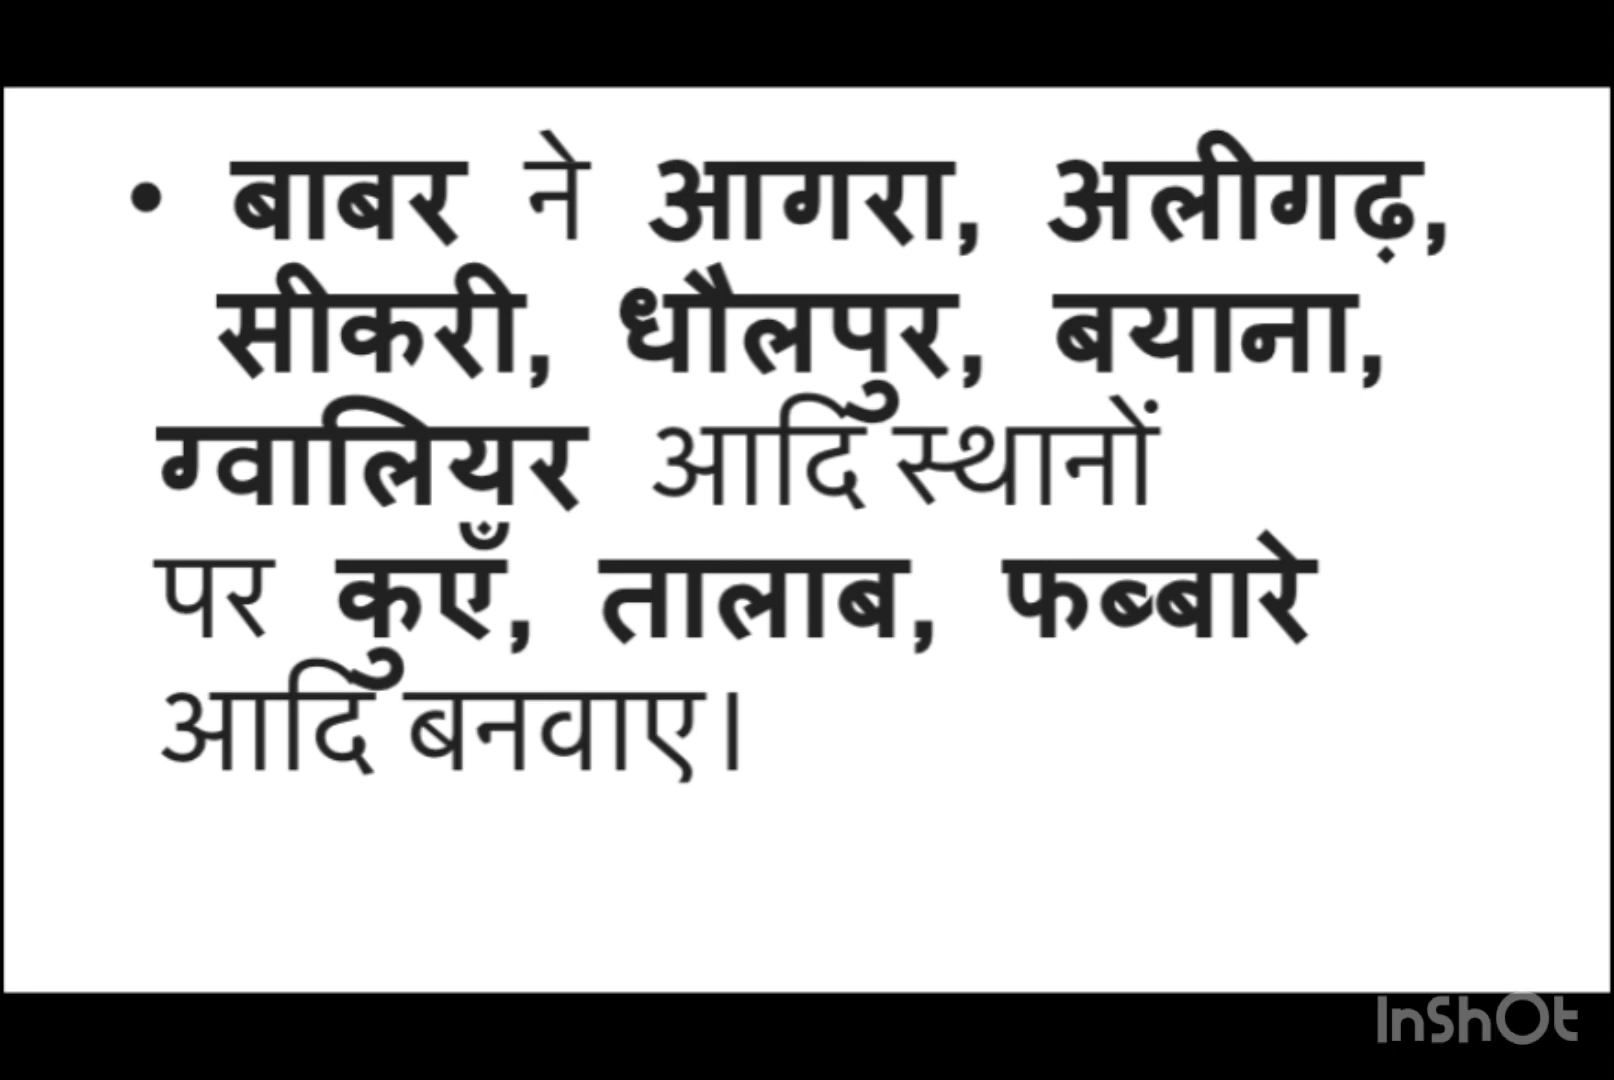 • बाबर ने आगरा, अलीगढ़,
सीकरी, धौलपुर, बयाना,
ग्वालियर आदि स्थानों
पर कुएँ, तालाब, फब्बारे
आदि बनवाए।
InShOt